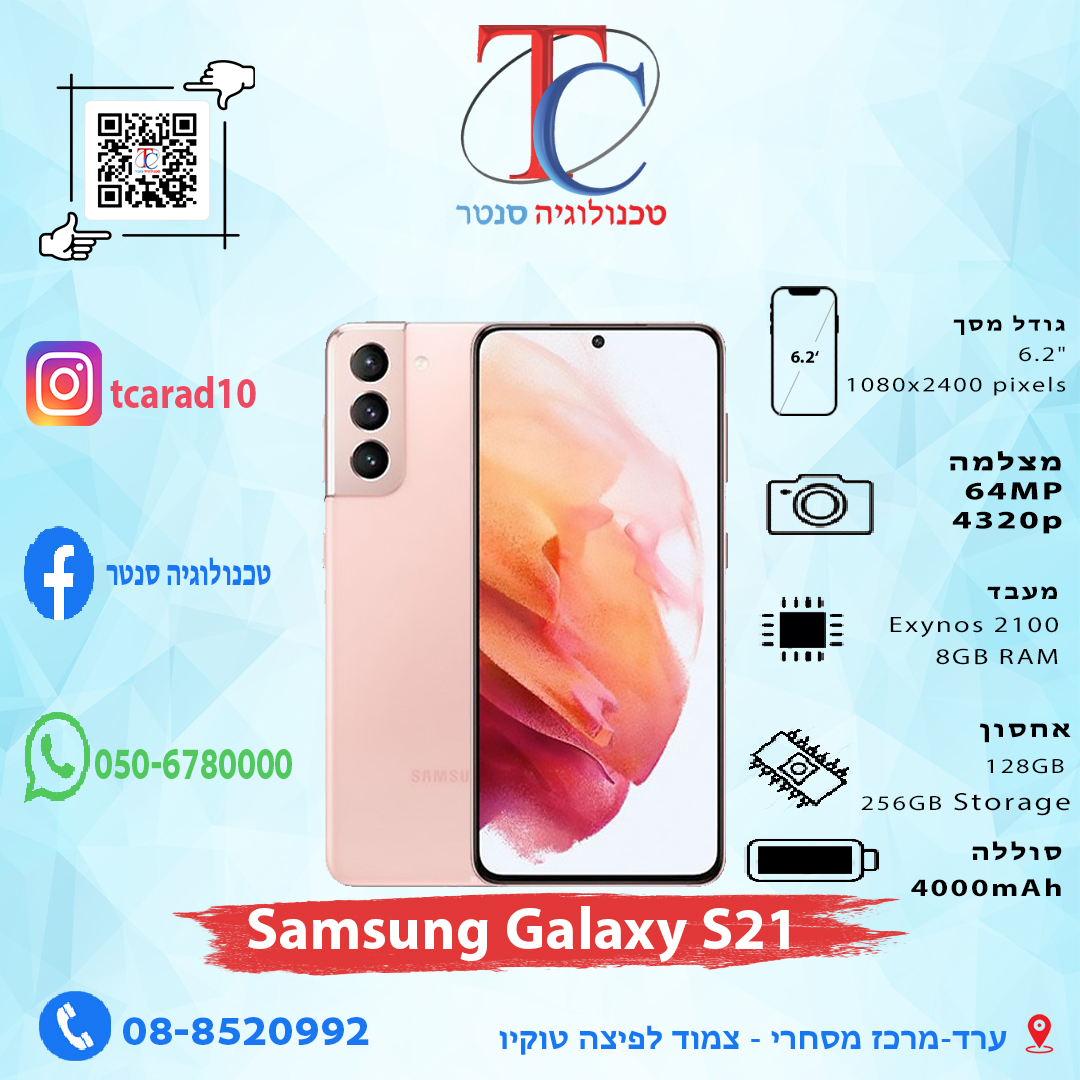 TC
טכנולוגיה סנטר
TC
tcarad10
טכנולוגיה סנטר
050-6780000
SAMSU
6.2‘
גודל מסך
6.2"
1080x2400 pixels
מצלמה
64MP
4320p
מעבד
Exynos 2100
8GB RAM
אחסון
128GB
256GB Storage
סוללה
4000mAh
Samsung Galaxy S21
08-8520992
ערד-מרכז מסחרי - צמוד לפיצה טוקיו